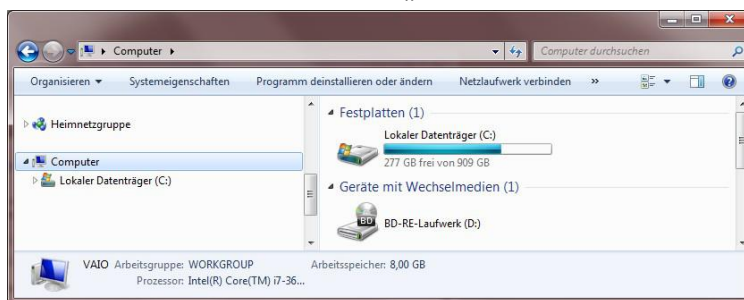 Computer
Computer durchsuchen
Organisieren Systemeigenschaften Programm deinstallieren oder ändern Netzlaufwerk verbinden »
Heimnetzgruppe
Computer
Lokaler Datenträger (C:)
Festplatten (1)
Lokaler Datenträger (C:)
277 GB frei von 909 GB
Geräte mit Wechselmedien (1)
BD
BD-RE-Laufwerk (D:)
VAIO Arbeitsgruppe: WORKGROUP Arbeitsspeicher: 8,00 GB
Prozessor: Intel(R) Core(TM) i7-36...